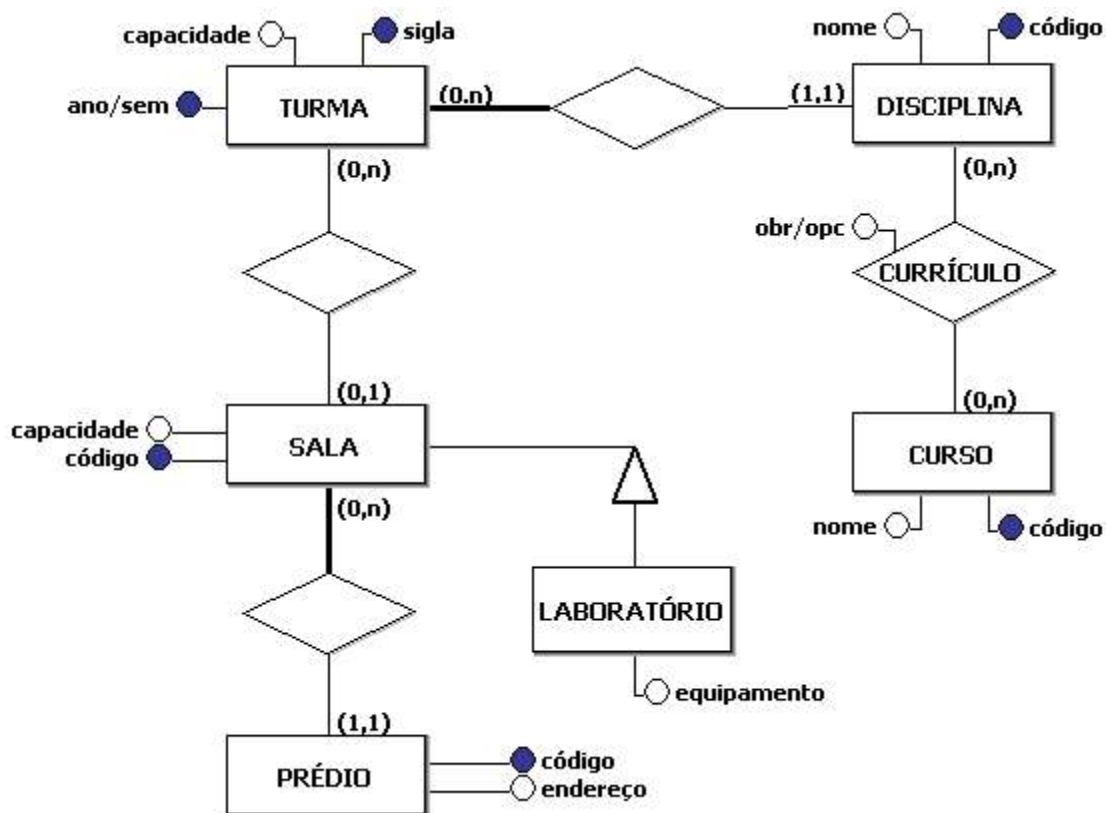 capacidade
sigla
ano/sem
TURMA
(0.n)
(0,n)
nome
código
(1,1)
DISCIPLINA
(0,n)
obr/opc
CURRÍCULO
(0,n)
CURSO
nome
código
(0,1)
capacidade
código
SALA
(0,n)
LABORATÓRIO
equipamento
(1,1)
PRÉDIO
código
endereço